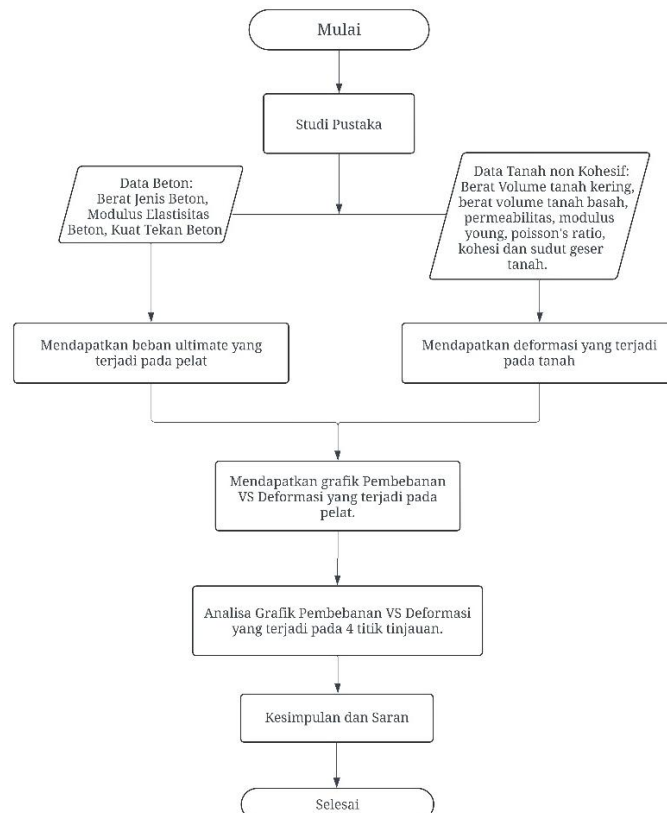 Mulai
Studi Pustaka
Data Beton:
Berat Jenis Beton,
Modulus Elastisitas
Beton, Kuat Tekan Beton
Data Tanah non Kohesif:
Berat Volume tanah kering,
berat volume tanah basah,
permeabilitas, modulus
young, poisson's ratio,
kohesi dan sudut geser
tanah.
Mendapatkan beban ultimate yang
terjadi pada pelat
Mendapatkan deformasi yang terjadi
pada tanah
Mendapatkan grafik Pembebanan
VS Deformasi yang terjadi pada
pelat.
Analisa Grafik Pembebanan VS Deformasi
yang terjadi pada 4 titik tinjauan.
Kesimpulan dan Saran
Selesai